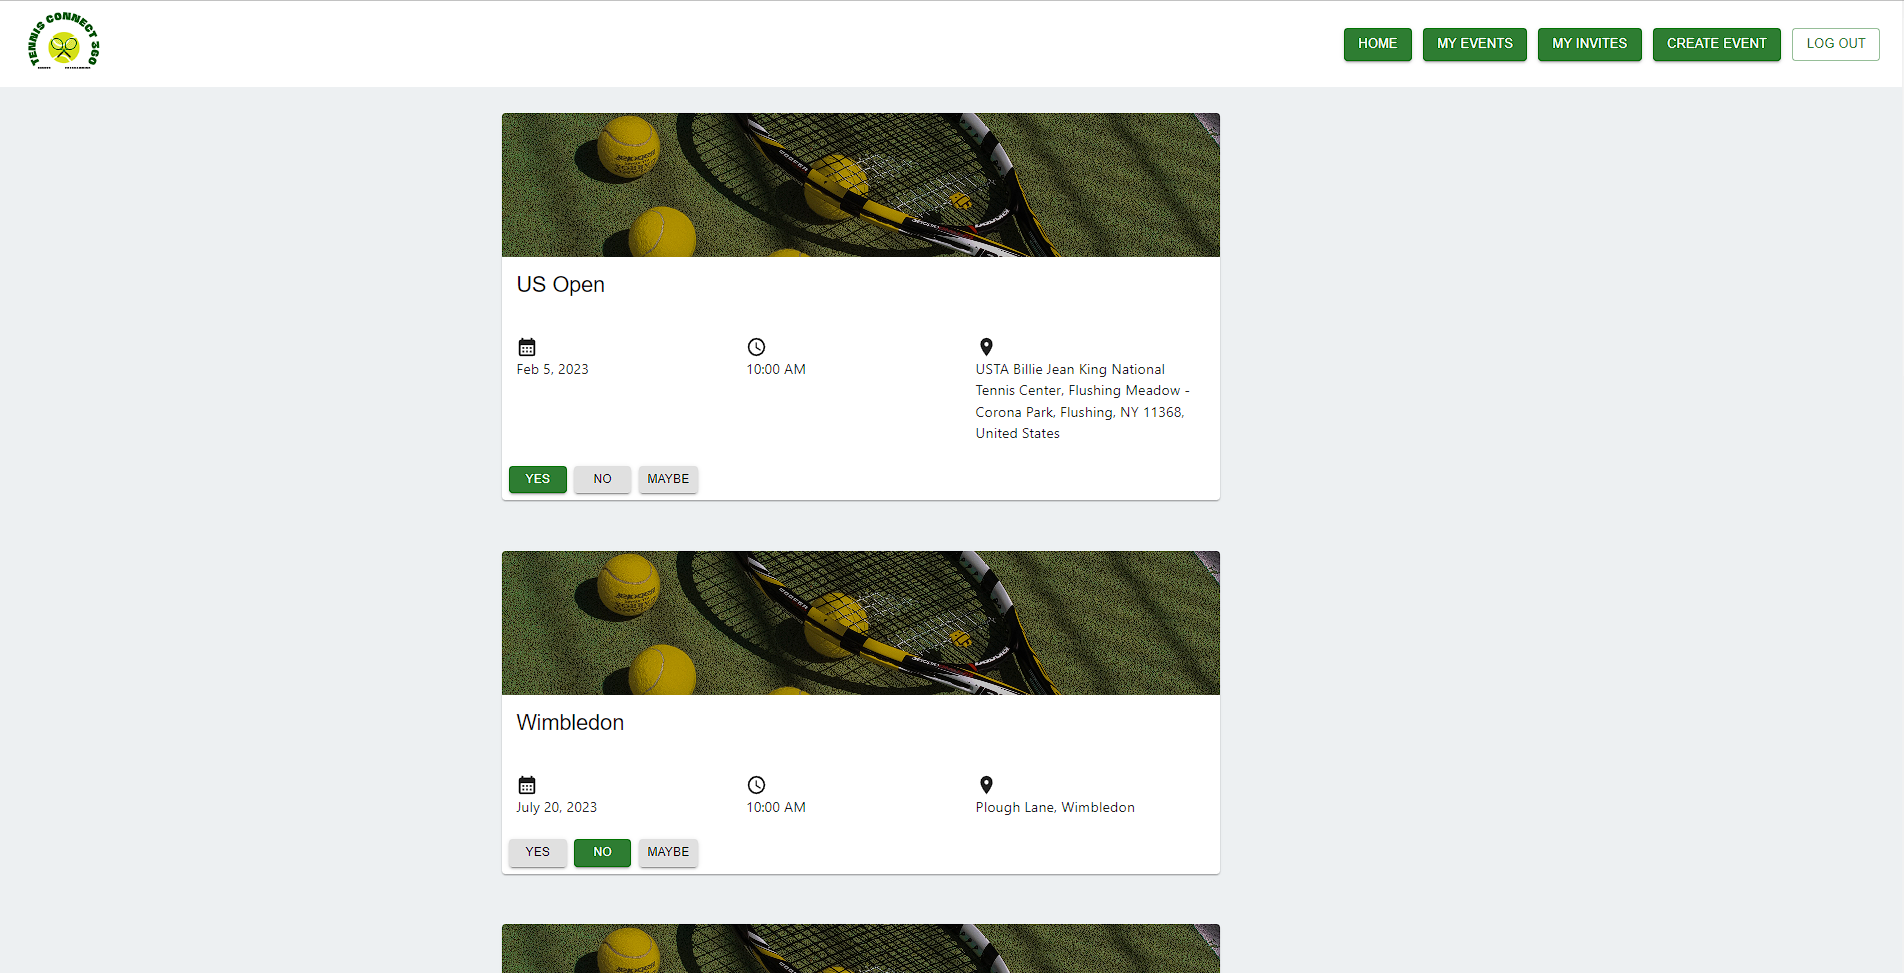 TENNIS CONNECT 360
HOME
MY EVENTS
MY INVITES
CREATE EVENT
LOG OUT
US Open
Feb 5, 2023
10:00 AM
USTA Billie Jean King National
Tennis Center, Flushing Meadow -
Corona Park, Flushing, NY 11368,
United States
YES
NO
MAYBE
Wimbledon
July 20, 2023
10:00 AM
Plough Lane, Wimbledon
YES
NO
MAYBE